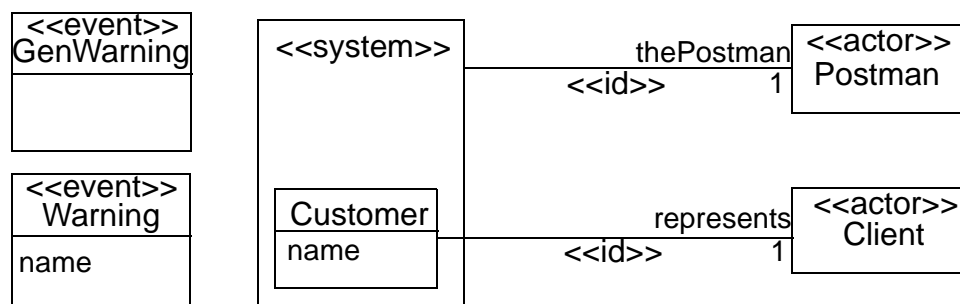 <<event>>
GenWarning
<<system>>
thePostman
<<id>>
1
<<actor>>
Postman
<<event>>
Warning
name
Customer
name
represents
<<id>>
1
<<actor>>
Client